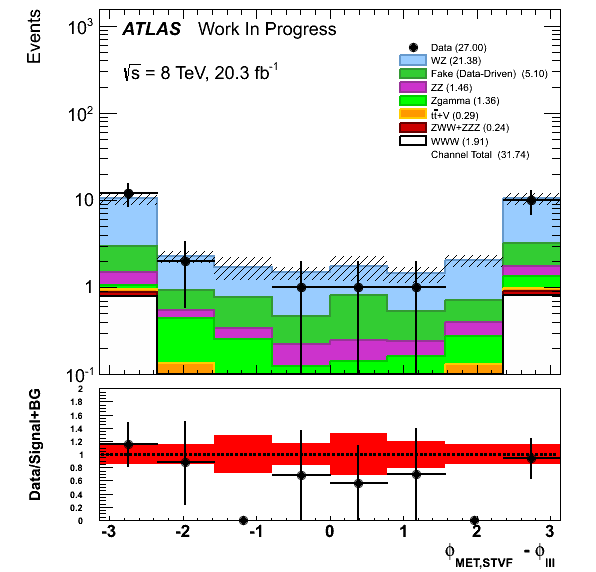 Events
10³
10²
10
1
10⁻¹
ATLAS Work In Progress
√s = 8 TeV, 20.3 fb⁻¹
Data (27.00)
WZ (21.38)
Fake (Data-Driven) (5.10)
ZZ (1.46)
Zgamma (1.36)
tt̄+V (0.29)
ZWW+ZZZ (0.24)
WWW (1.91)
Channel Total (31.74)
Data/Signal+BG
2
1.8
1.6
1.4
1.2
1
0.8
0.6
0.4
0.2
0
-3 -2 -1 0 1 2 3
ϕMET,STVF - ϕlll